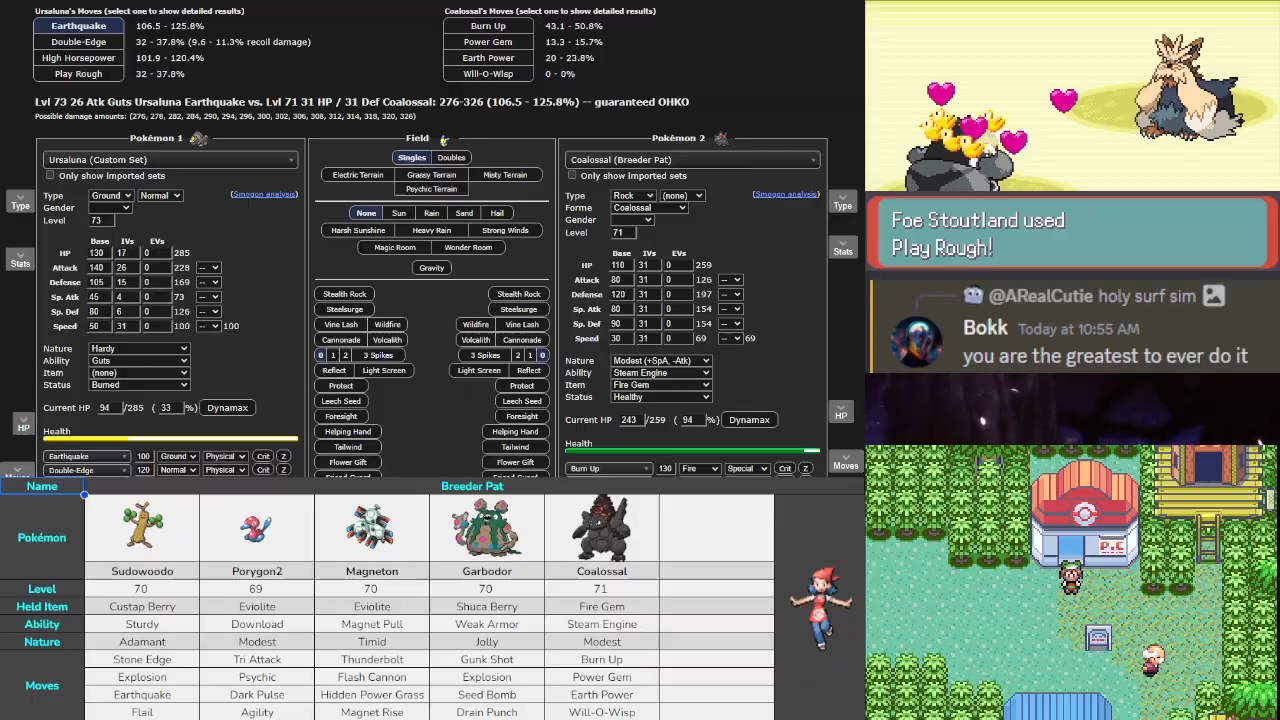 Ursaluna's Moves (select one to show detailed results)
Earthquake 106.5 - 125.8%
Double-Edge 32 - 37.8% (9.6 - 11.3% recoil damage)
High Horsepower 101.9 - 120.4%
Play Rough 32 - 37.8%
Coalossal's Moves (select one to show detailed results)
Burn Up 43.1 - 50.8%
Power Gem 13.3 - 15.7%
Earth Power 20 - 23.8%
Will-O-Wisp 0 - 0%
Lvl 73 26 Atk Guts Ursaluna Earthquake vs. Lvl 71 31 HP / 31 Def Coalossal: 276-326 (106.5 - 125.8%) -- guaranteed OHKO
Possible damage amounts: (276, 278, 282, 284, 290, 294, 296, 300, 302, 306, 308, 312, 314, 318, 320, 326)
Pokémon 1
Ursaluna (Custom Set)
Only show imported sets
Type Ground Normal (Smogon analysis)
Gender
Level 73
Base IVs EVs
HP 130 17 0 285
Attack 140 26 0 228 --
Defense 105 15 0 169 --
Sp. Atk 45 4 0 73 --
Sp. Def 80 6 0 126 --
Speed 50 31 0 100 -- 100
Nature Hardy
Ability Guts
Item (none)
Status Burned
Current HP 94 /285 ( 33 %) Dynamax
Health
Earthquake 100 Ground Physical Crit Z
Double-Edge 120 Normal Physical Crit Z
Type
Stats
HP
Moves
Field
Singles Doubles
Electric Terrain Grassy Terrain Misty Terrain
Psychic Terrain
None Sun Rain Sand Hail
Harsh Sunshine Heavy Rain Strong Winds
Magic Room Wonder Room
Gravity
Stealth Rock Stealth Rock
Steelsurge Steelsurge
Vine Lash Wildfire Wildfire Vine Lash
Cannonade Volcalith Volcalith Cannonade
0 1 2 3 Spikes 3 Spikes 2 1 0
Reflect Light Screen Light Screen Reflect
Protect Protect
Leech Seed Leech Seed
Foresight Foresight
Helping Hand Helping Hand
Tailwind Tailwind
Flower Gift Flower Gift
Pokémon 2
Coalossal (Breeder Pat)
Only show imported sets
Type Rock (none) (Smogon analysis)
Forme Coalossal
Gender
Level 71
Base IVs EVs
HP 110 31 0 259
Attack 80 31 0 126 --
Defense 120 31 0 197 --
Sp. Atk 80 31 0 154 --
Sp. Def 90 31 0 154 --
Speed 30 31 0 69 -- 69
Nature Modest (+SpA, -Atk)
Ability Steam Engine
Item Fire Gem
Status Healthy
Current HP 243 /259 ( 94 %) Dynamax
Health
Burn Up 130 Fire Special Crit Z
Type
Stats
HP
Moves
Name Breeder Pat
Pokémon Sudowoodo Porygon2 Magneton Garbodor Coalossal
Level 70 69 70 70 71
Held Item Custap Berry Eviolite Eviolite Shuca Berry Fire Gem
Ability Sturdy Download Magnet Pull Weak Armor Steam Engine
Nature Adamant Modest Timid Jolly Modest
Moves Stone Edge Tri Attack Thunderbolt Gunk Shot Burn Up
Explosion Psychic Flash Cannon Explosion Power Gem
Earthquake Dark Pulse Hidden Power Grass Seed Bomb Earth Power
Flail Agility Magnet Rise Drain Punch Will-O-Wisp
Foe Stoutland used
Play Rough!
@ARealCutie holy surf sim
Bokk Today at 10:55 AM
you are the greatest to ever do it
P.C